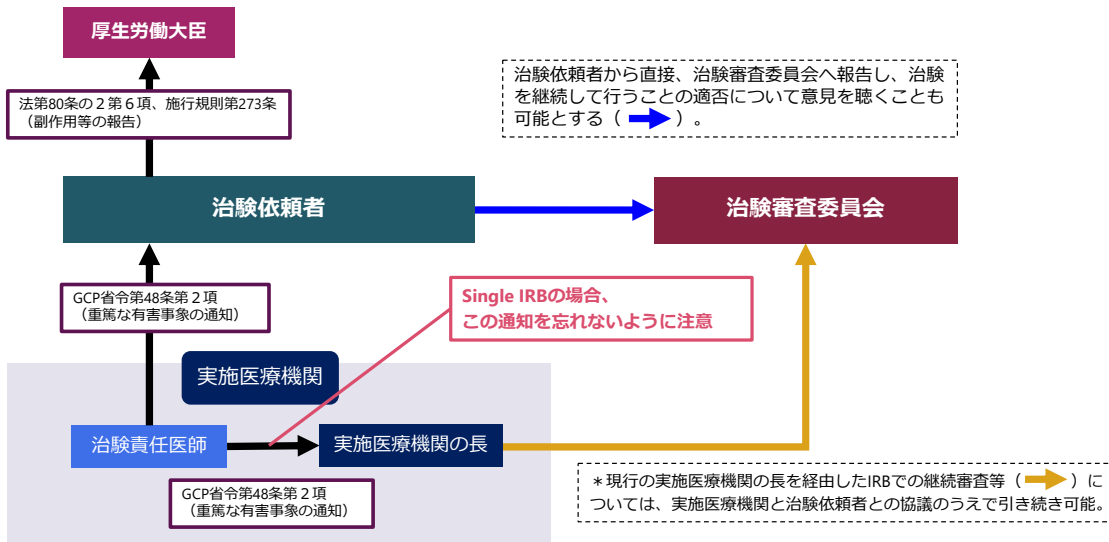 厚生労働大臣
法第80条の２第６項、施行規則第273条
（副作用等の報告）
治験依頼者から直接、治験審査委員会へ報告し、治験
を継続して行うことの適否について意見を聴くことも
可能とする（ ）。
治験依頼者
治験審査委員会
GCP省令第48条第２項
（重篤な有害事象の通知）
Single IRBの場合、
この通知を忘れないように注意
実施医療機関
治験責任医師
実施医療機関の長
GCP省令第48条第２項
（重篤な有害事象の通知）
＊現行の実施医療機関の長を経由したIRBでの継続審査等（ ）に
ついては、実施医療機関と治験依頼者との協議のうえで引き続き可能。